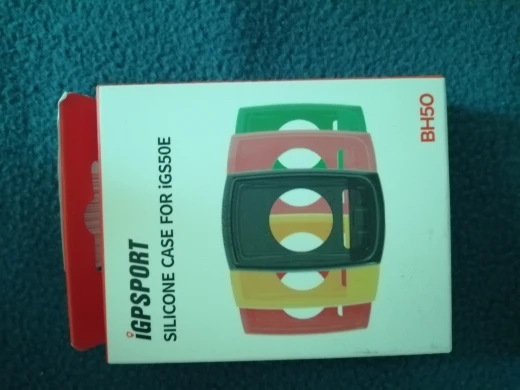 iGPSPORT
SILICONE CASE FOR iGS50E
BH50